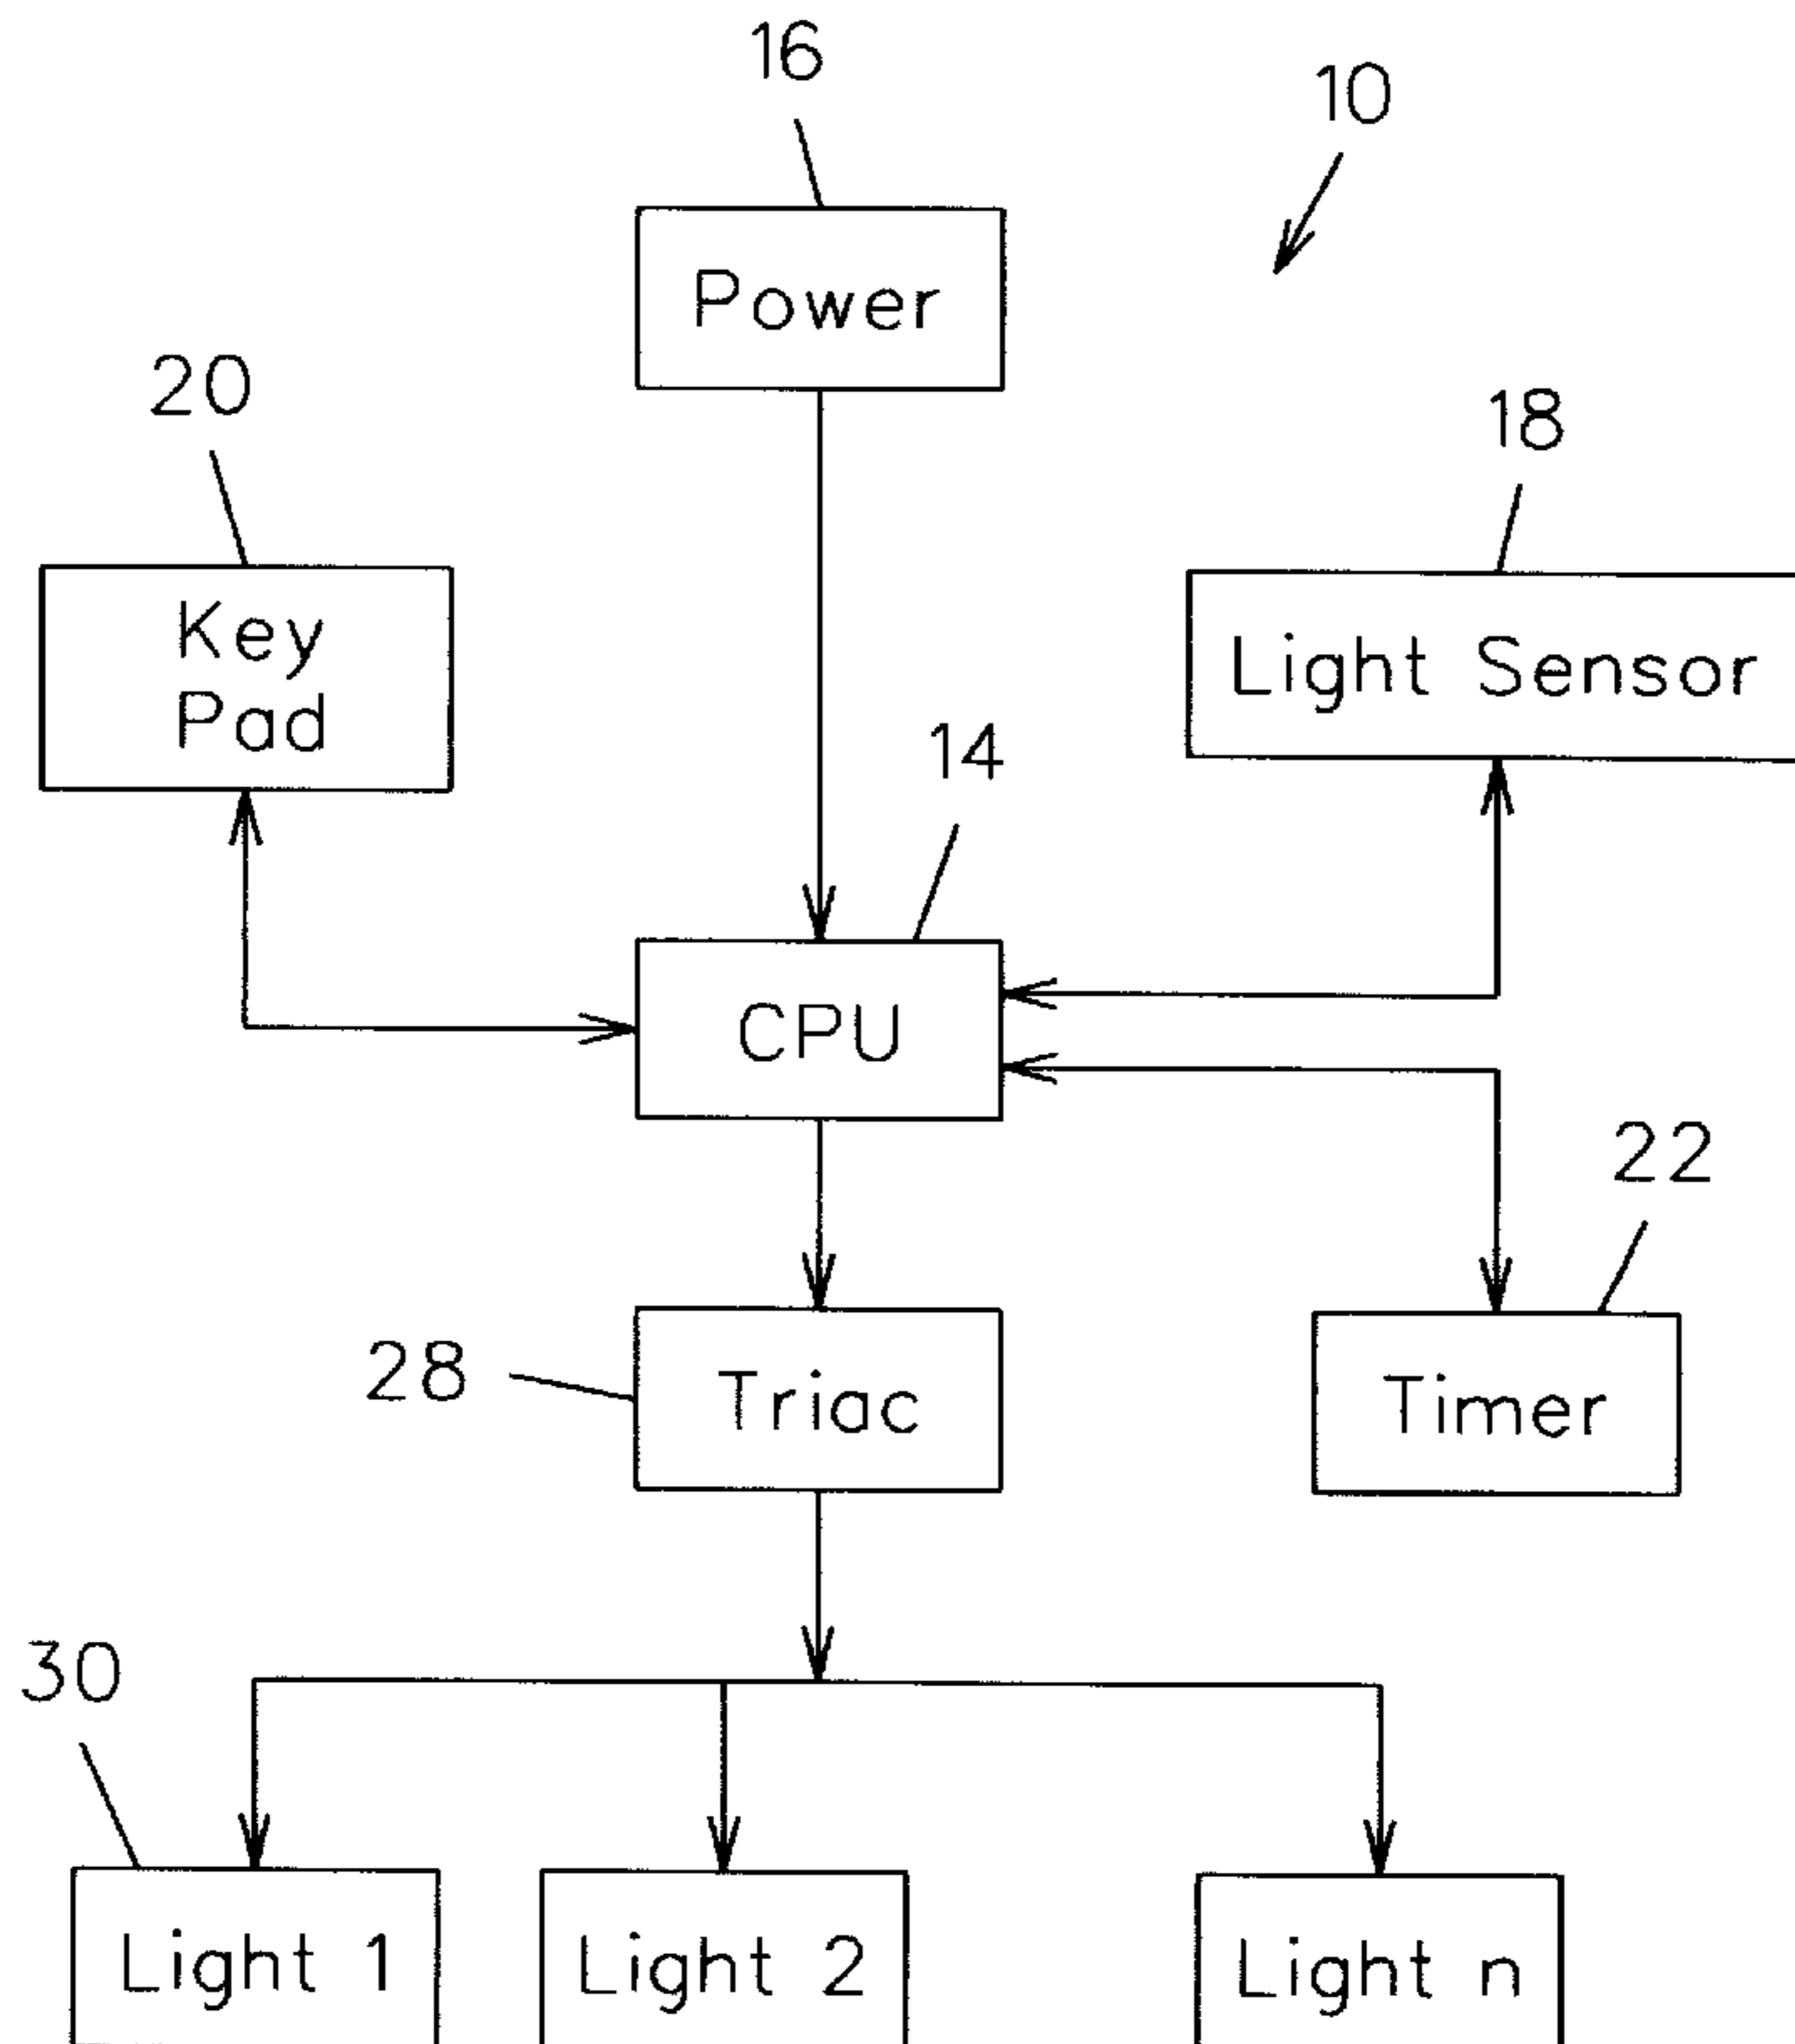 16
10
Power
20
18
Key
Pad
Light Sensor
14
CPU
22
28
Triac
Timer
30
Light 1
Light 2
Light n